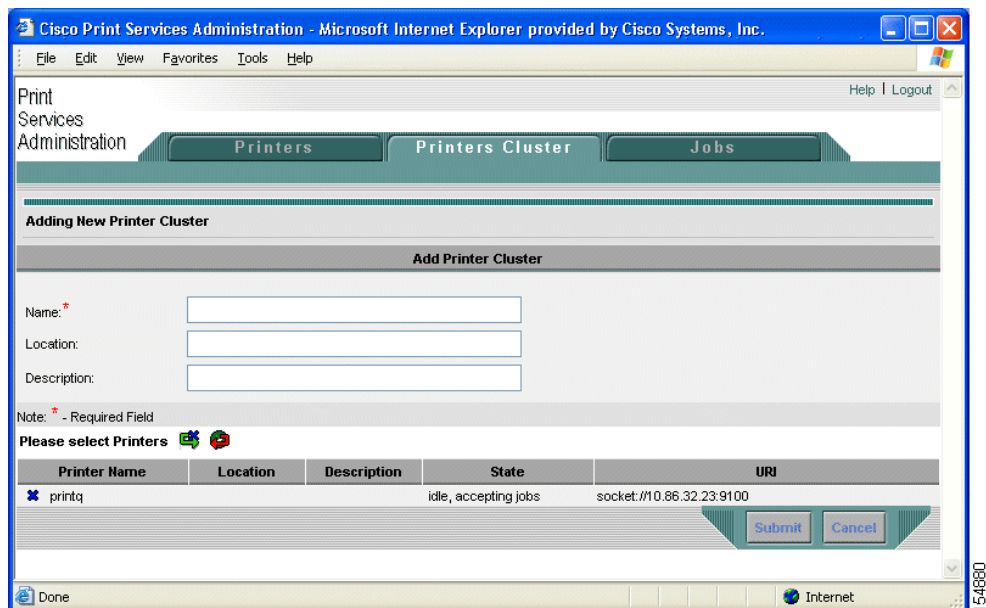 Cisco Print Services Administration - Microsoft Internet Explorer provided by Cisco Systems, Inc.
File Edit View Favorites Tools Help
Help | Logout
Print
Services
Administration
Printers Printers Cluster Jobs
Adding New Printer Cluster
Add Printer Cluster
Name:*
Location:
Description:
Note: * - Required Field
Please select Printers
Printer Name Location Description State URI
printq idle, accepting jobs socket://10.86.32.23:9100
Submit Cancel
Done Internet
54880